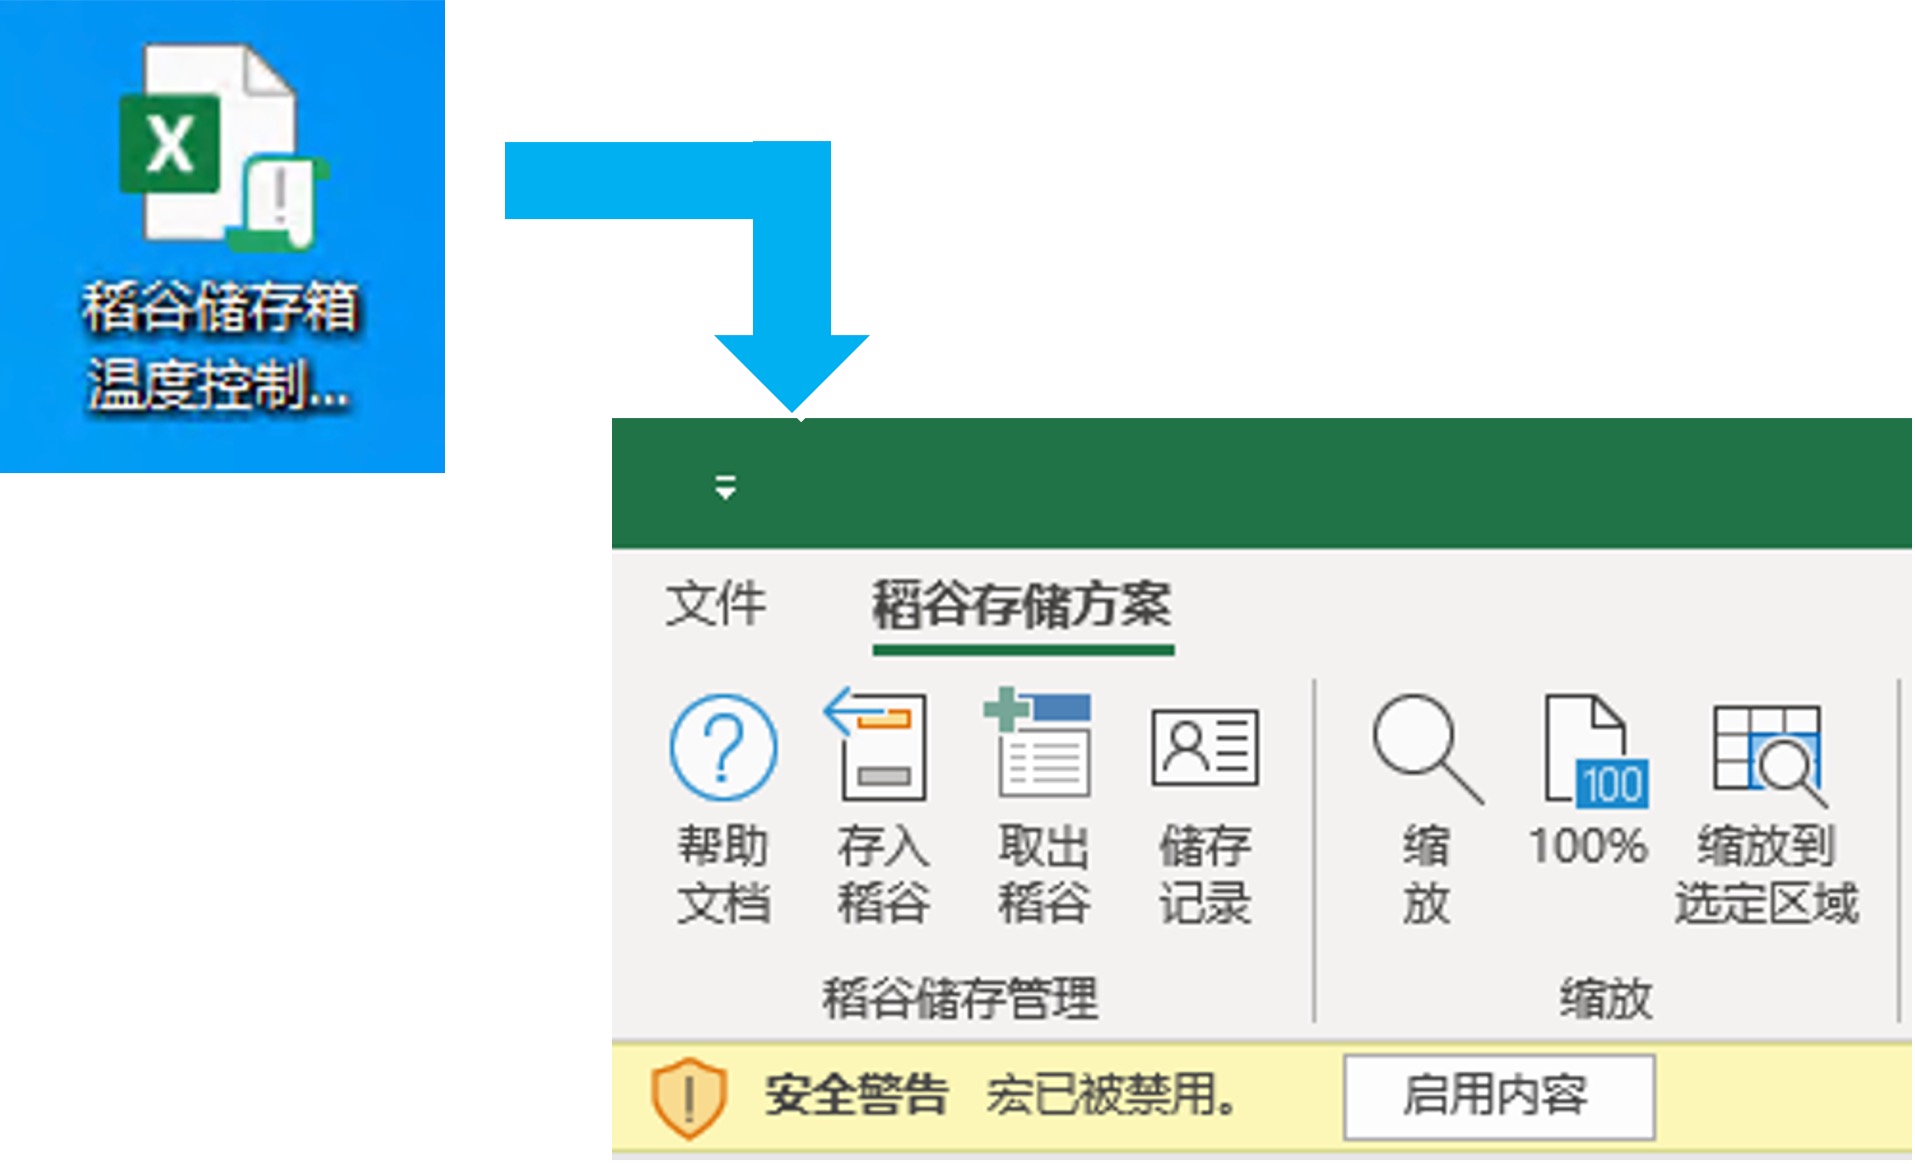 X
稻谷储存箱
温度控制...
文件 稻谷存储方案
帮助
文档
存入
稻谷
取出
稻谷
储存
记录
稻谷储存管理
缩
放
100
100%
缩放到
选定区域
缩放
安全警告 宏已被禁用。 启用内容